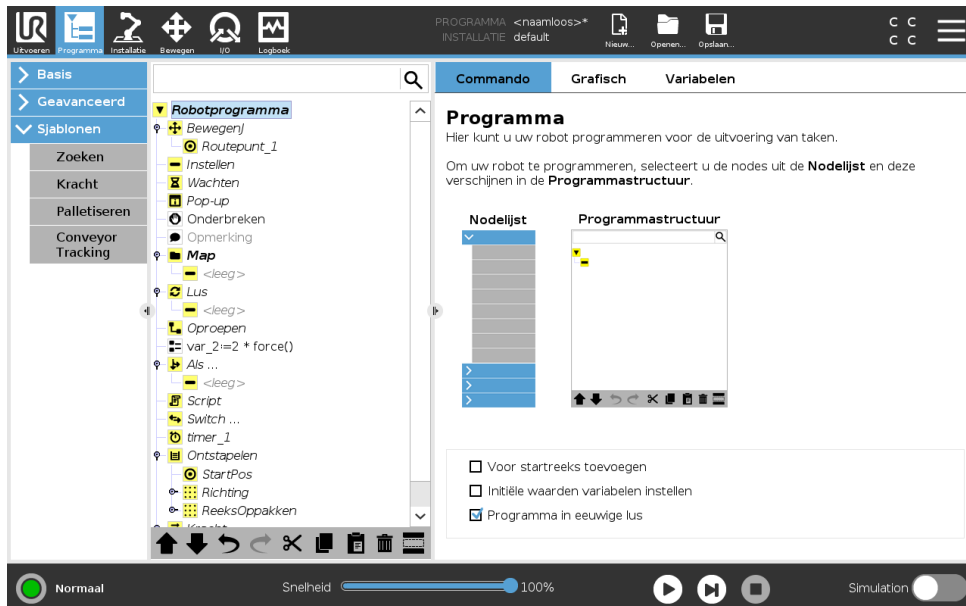 UR
Uitvoeren
Programma
Installatie
Bewegen
I/O
Logboek
PROGRAMMA <naamloos>*
INSTALLATIE default
Nieuw...
Openen...
Opslaan...
C C
C C
Basis
Geavanceerd
Sjablonen
Zoeken
Kracht
Palletiseren
Conveyor
Tracking
Robotprogramma
BewegenJ
Routepunt_1
Instellen
Wachten
Pop-up
Onderbreken
Opmerking
Map
<leeg>
Lus
<leeg>
Oproepen
var_2:=2 * force()
Als ...
<leeg>
Script
Switch ...
timer_1
Ontstapelen
StartPos
Richting
ReeksOppakken
Kracht
Commando
Grafisch
Variabelen
Programma
Hier kunt u uw robot programmeren voor de uitvoering van taken.
Om uw robot te programmeren, selecteert u de nodes uit de Nodelijst en deze
verschijnen in de Programmastructuur.
Nodelijst
Programmastructuur
Voor startreeks toevoegen
Initiële waarden variabelen instellen
Programma in eeuwige lus
Normaal
Snelheid
100%
Simulation